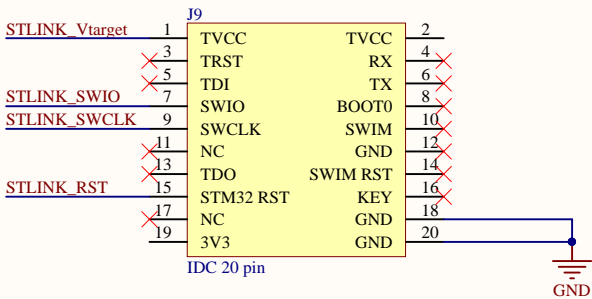 J9
STLINK_Vtarget 1 TVCC TVCC 2
3 TRST RX 4
5 TDI TX 6
STLINK_SWIO 7 SWIO BOOT0 8
STLINK_SWCLK 9 SWCLK SWIM 10
11 NC GND 12
13 TDO SWIM RST 14
STLINK_RST 15 STM32 RST KEY 16
17 NC GND 18
19 3V3 GND 20
IDC 20 pin
GND